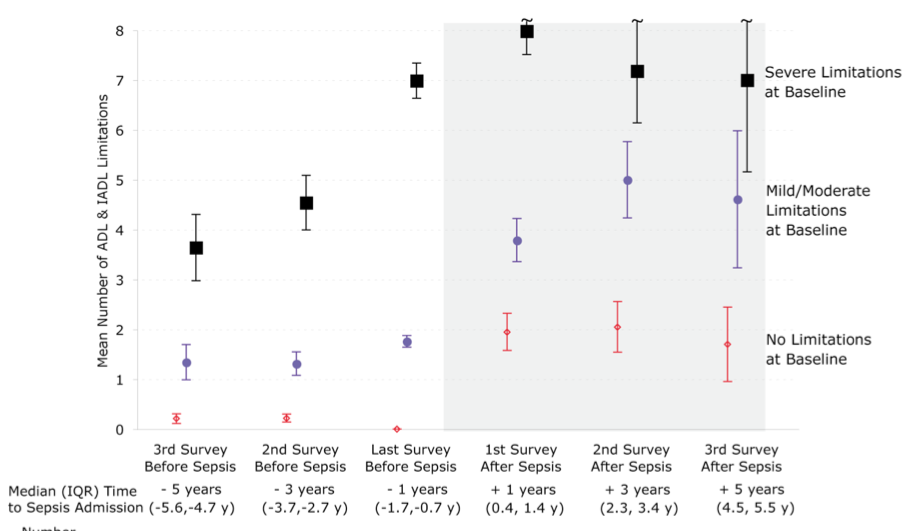 8
7
6
5
4
3
2
1
0
Mean Number of ADL & IADL Limitations
Severe Limitations
at Baseline
Mild/Moderate
Limitations
at Baseline
No Limitations
at Baseline
3rd Survey
Before Sepsis
2nd Survey
Before Sepsis
Last Survey
Before Sepsis
1st Survey
After Sepsis
2nd Survey
After Sepsis
3rd Survey
After Sepsis
Median (IQR) Time
to Sepsis Admission
- 5 years
(-5.6,-4.7 y)
- 3 years
(-3.7,-2.7 y)
- 1 years
(-1.7,-0.7 y)
+ 1 years
(0.4, 1.4 y)
+ 3 years
(2.3, 3.4 y)
+ 5 years
(4.5, 5.5 y)
Number